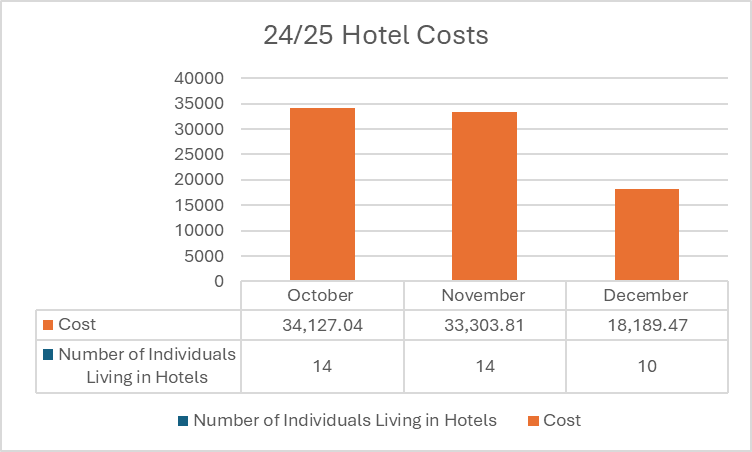 24/25 Hotel Costs
40000
35000
30000
25000
20000
15000
10000
5000
0
October November December
Cost 34,127.04 33,303.81 18,189.47
Number of Individuals
Living in Hotels 14 14 10
Number of Individuals Living in Hotels Cost